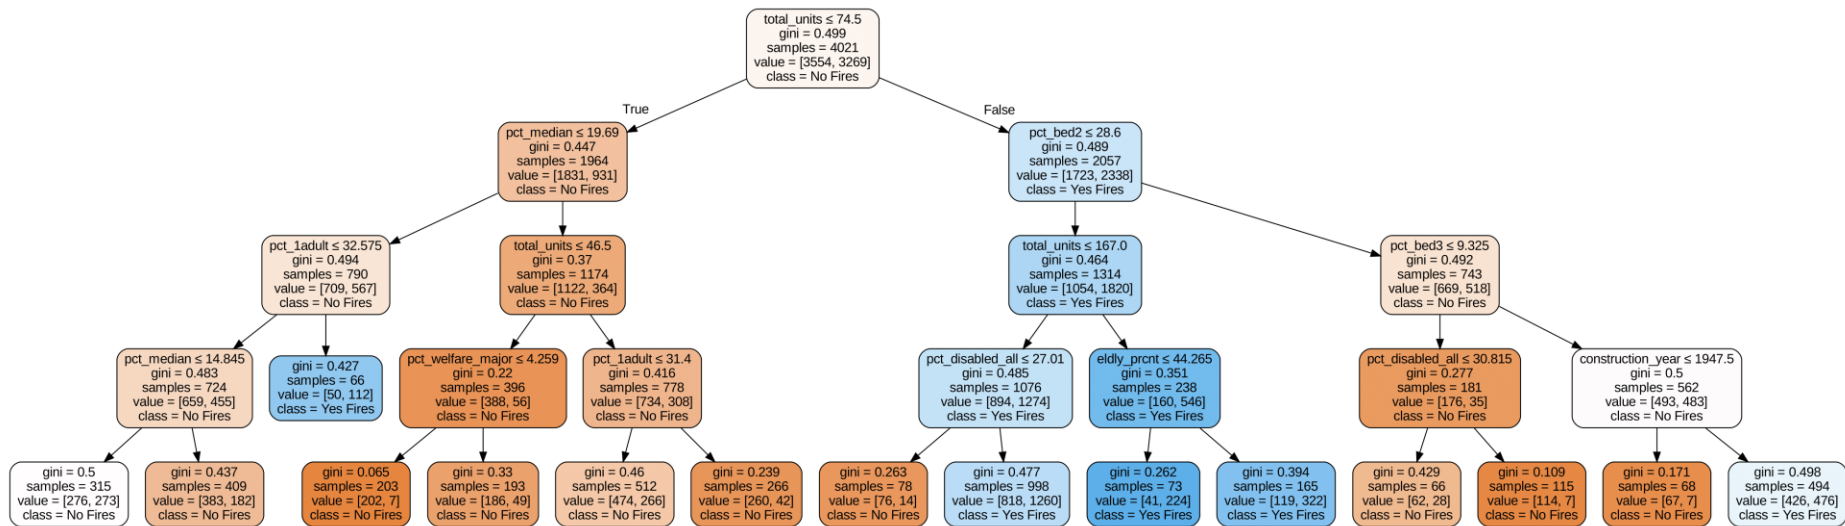 total_units ≤ 74.5
gini = 0.499
samples = 4021
value = [3554, 3269]
class = No Fires
True
False
pct_median ≤ 19.69
gini = 0.447
samples = 1964
value = [1831, 931]
class = No Fires
pct_bed2 ≤ 28.6
gini = 0.489
samples = 2057
value = [1723, 2338]
class = Yes Fires
pct_1adult ≤ 32.575
gini = 0.494
samples = 790
value = [709, 567]
class = No Fires
total_units ≤ 46.5
gini = 0.37
samples = 1174
value = [1122, 364]
class = No Fires
total_units ≤ 167.0
gini = 0.464
samples = 1314
value = [1054, 1820]
class = Yes Fires
pct_bed3 ≤ 9.325
gini = 0.492
samples = 743
value = [669, 518]
class = No Fires
pct_median ≤ 14.845
gini = 0.483
samples = 724
value = [659, 455]
class = No Fires
gini = 0.427
samples = 66
value = [50, 112]
class = Yes Fires
pct_welfare_major ≤ 4.259
gini = 0.22
samples = 396
value = [388, 56]
class = No Fires
pct_1adult ≤ 31.4
gini = 0.416
samples = 778
value = [734, 308]
class = No Fires
pct_disabled_all ≤ 27.01
gini = 0.485
samples = 1076
value = [894, 1274]
class = Yes Fires
eldly_prcnt ≤ 44.265
gini = 0.351
samples = 238
value = [160, 546]
class = Yes Fires
pct_disabled_all ≤ 30.815
gini = 0.277
samples = 181
value = [176, 35]
class = No Fires
construction_year ≤ 1947.5
gini = 0.5
samples = 562
value = [493, 483]
class = No Fires
gini = 0.5
samples = 315
value = [276, 273]
class = No Fires
gini = 0.437
samples = 409
value = [383, 182]
class = No Fires
gini = 0.065
samples = 203
value = [202, 7]
class = No Fires
gini = 0.33
samples = 193
value = [186, 49]
class = No Fires
gini = 0.46
samples = 512
value = [474, 266]
class = No Fires
gini = 0.239
samples = 266
value = [260, 42]
class = No Fires
gini = 0.263
samples = 78
value = [76, 14]
class = No Fires
gini = 0.477
samples = 998
value = [818, 1260]
class = Yes Fires
gini = 0.262
samples = 73
value = [41, 224]
class = Yes Fires
gini = 0.394
samples = 165
value = [119, 322]
class = Yes Fires
gini = 0.429
samples = 66
value = [62, 28]
class = No Fires
gini = 0.109
samples = 115
value = [114, 7]
class = No Fires
gini = 0.171
samples = 68
value = [67, 7]
class = No Fires
gini = 0.498
samples = 494
value = [426, 476]
class = Yes Fires